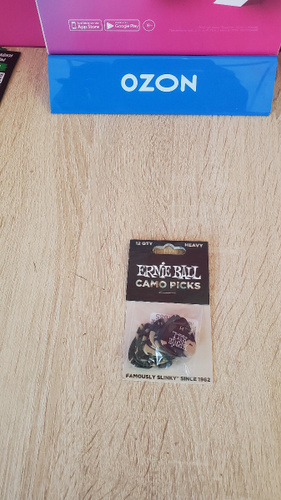 App Store
Google Play
OZON
12 QTY HEAVY
ERNIE BALL
CAMO PICKS
FAMOUSLY SLINKY SINCE 1962